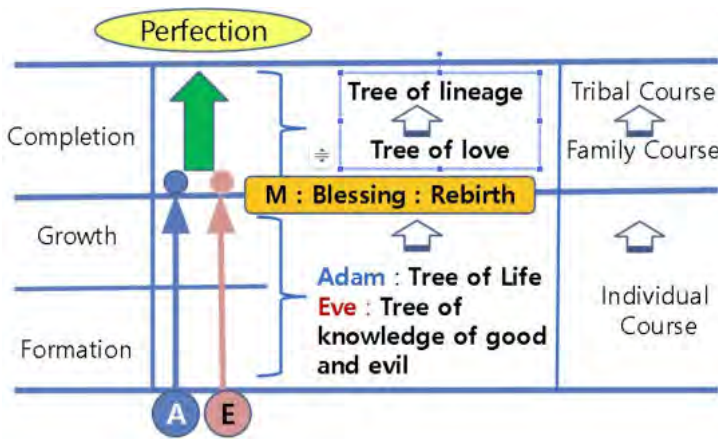 Perfection
Completion
Tree of lineage
Tree of love
Tribal Course
Family Course
M : Blessing : Rebirth
Growth
Formation
Adam : Tree of Life
Eve : Tree of
knowledge of good
and evil
Individual
Course
A
E